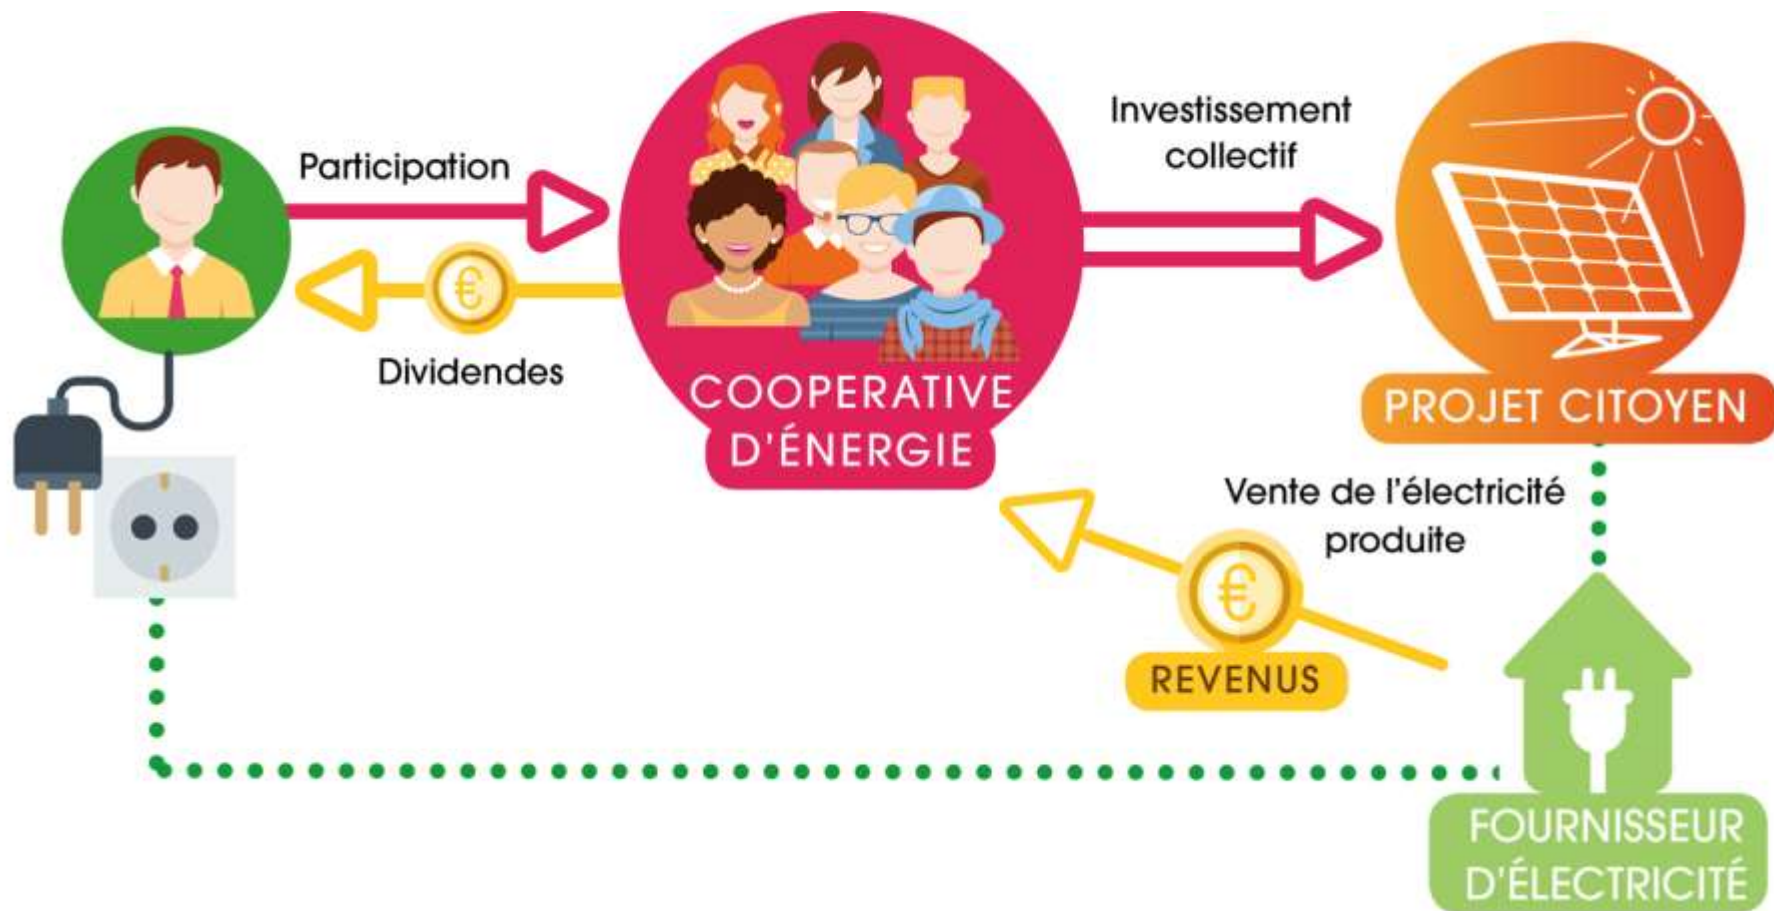 Participation
Dividendes
COOPERATIVE
D'ÉNERGIE
Investissement
collectif
PROJET CITOYEN
Vente de l'électricité
produite
€
€
REVENUS
FOURNISSEUR
D'ÉLECTRICITÉ